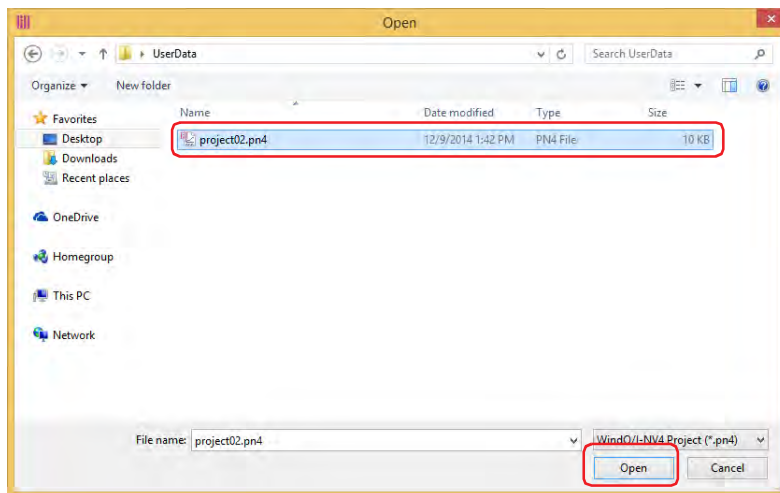 Open
UserData
Search UserData
Organize
New folder
Name
Date modified
Type
Size
Favorites
Desktop
Downloads
Recent places
OneDrive
Homegroup
This PC
Network
project02.pn4
12/9/2014 1:42 PM
PN4 File
10 KB
File name:
project02.pn4
WindO/I-NV4 Project (*.pn4)
Open
Cancel